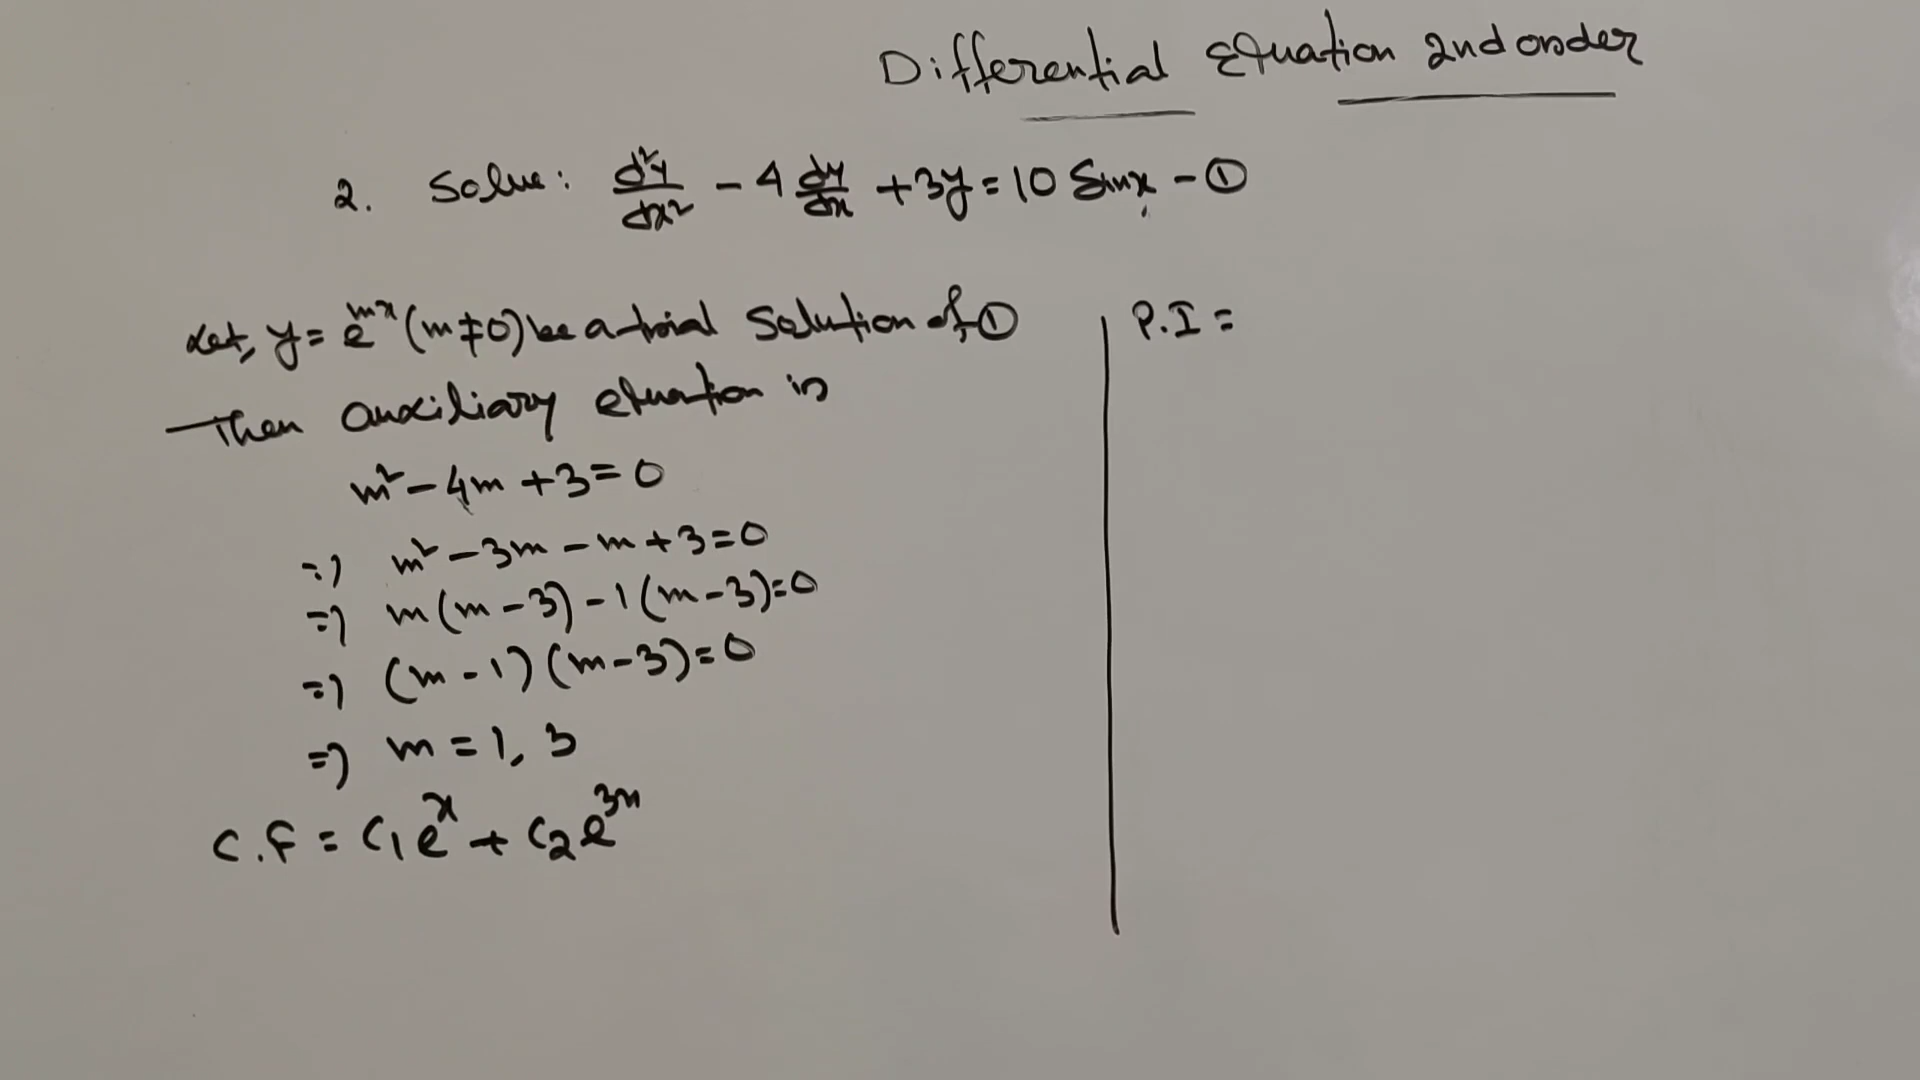 Differential Equation 2nd order
2. Solve: d²y/dx² - 4 dy/dx + 3y = 10 Sinx - ①
Let, y = e^mx (m ≠ 0) be a trial Solution of ①
Then auxiliary equation is
m² - 4m + 3 = 0
⇒ m² - 3m - m + 3 = 0
⇒ m(m - 3) - 1(m - 3) = 0
⇒ (m - 1)(m - 3) = 0
⇒ m = 1, 3
C.F = C₁e^x + C₂e^3x
P.I =